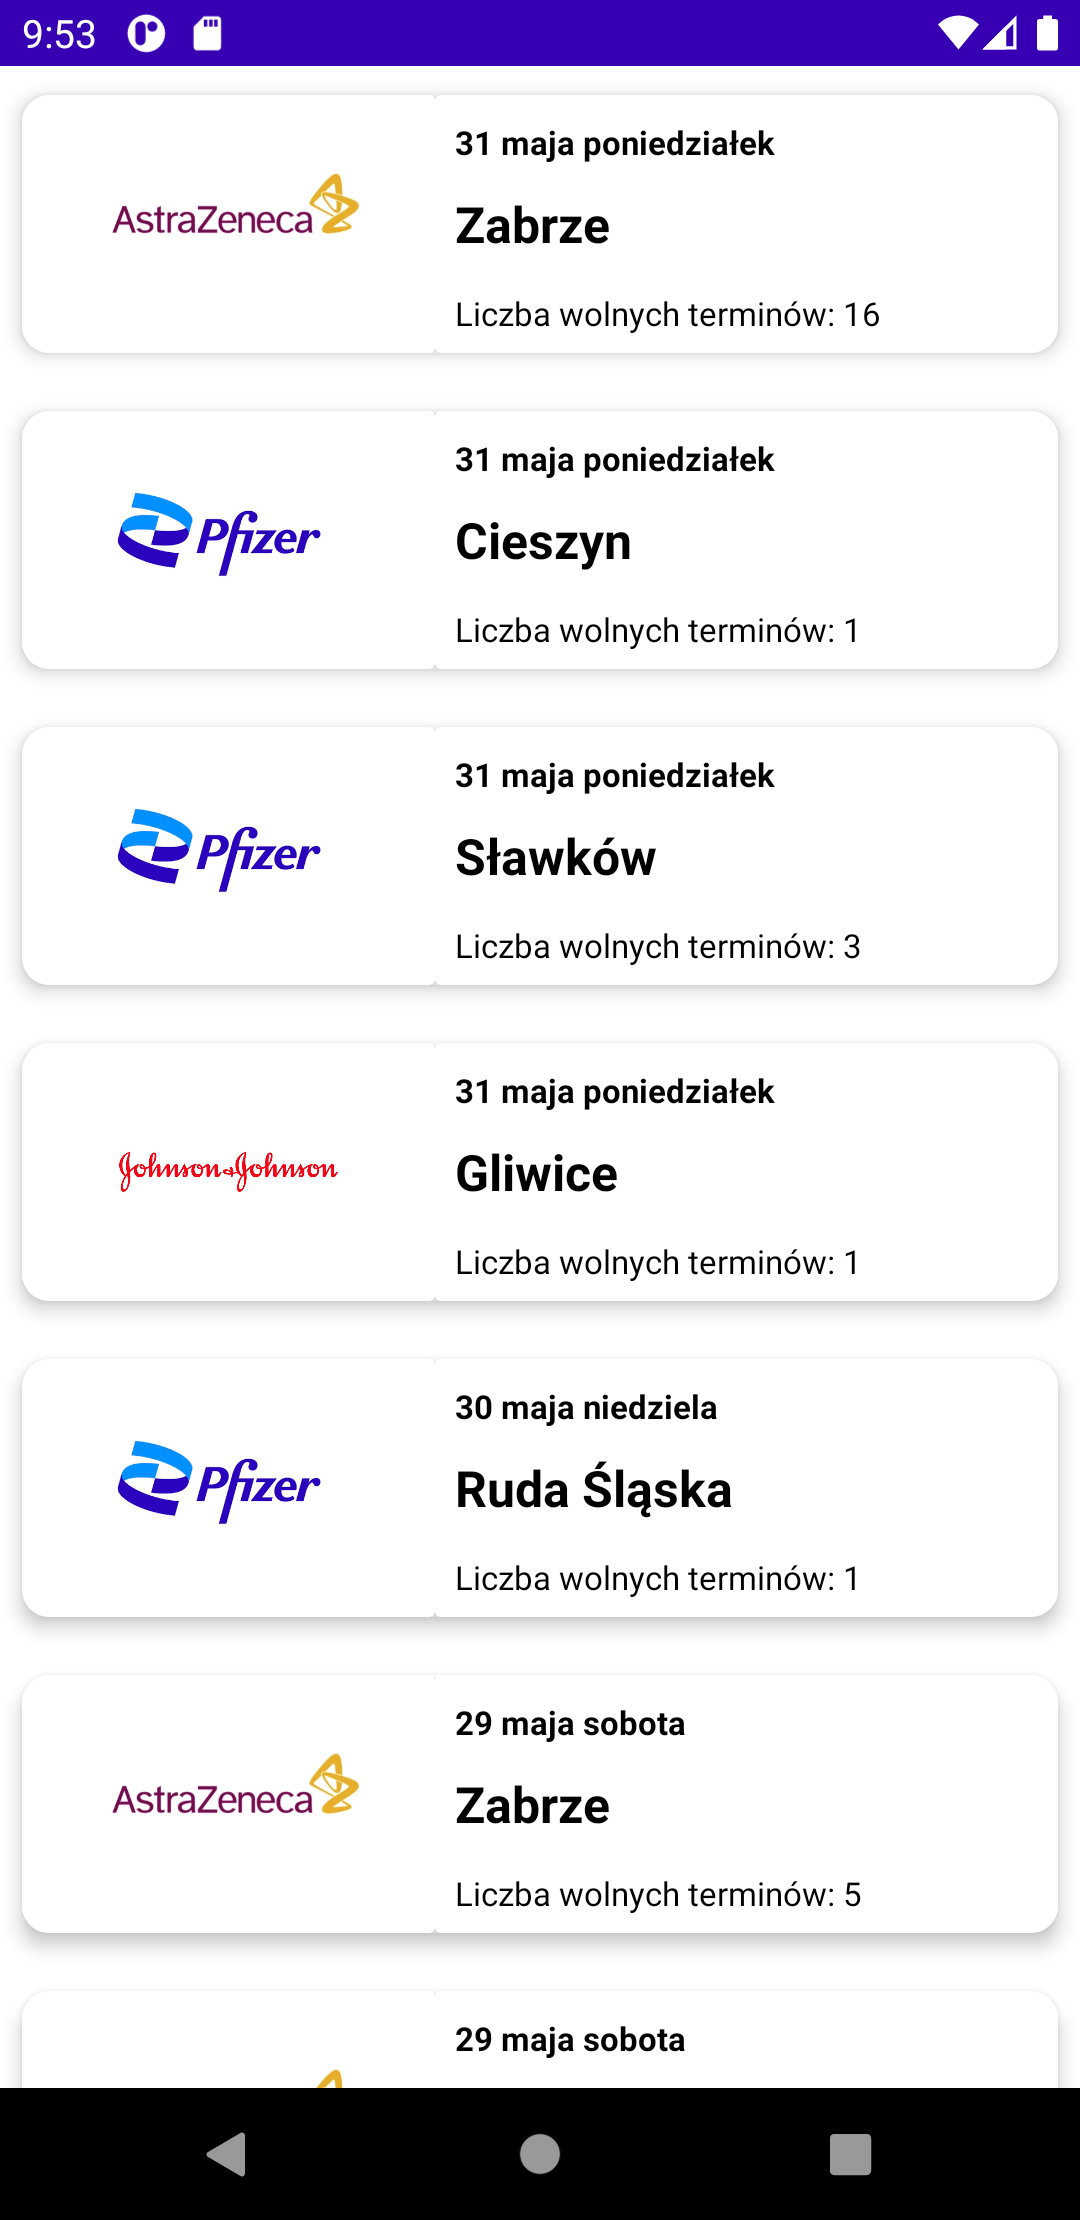 9:53
31 maja poniedziałek
AstraZeneca
Zabrze
Liczba wolnych terminów: 16
31 maja poniedziałek
Pfizer
Cieszyn
Liczba wolnych terminów: 1
31 maja poniedziałek
Pfizer
Sławków
Liczba wolnych terminów: 3
31 maja poniedziałek
Johnson&Johnson
Gliwice
Liczba wolnych terminów: 1
30 maja niedziela
Pfizer
Ruda Śląska
Liczba wolnych terminów: 1
29 maja sobota
AstraZeneca
Zabrze
Liczba wolnych terminów: 5
29 maja sobota